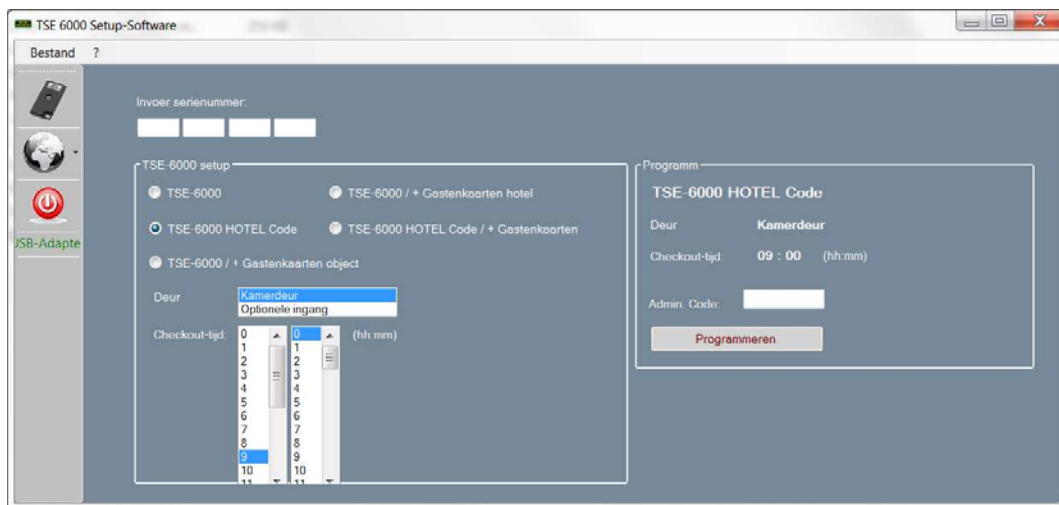 TSE 6000 Setup-Software
Bestand ?
Invoer serienummer:
JSB-Adapte
TSE-6000 setup
TSE-6000
TSE-6000 / + Gastenkaarten hotel
TSE-6000 HOTEL Code
TSE-6000 HOTEL Code / + Gastenkaarten
TSE-6000 / + Gastenkaarten object
Deur
Kamerdeur
Optionele ingang
Checkout-tijd:
0 0 (hh:mm)
1 1
2 2
3 3
4 4
5 5
6 6
7 7
8 8
9 9
10 10
11 11
Programm
TSE-6000 HOTEL Code
Deur Kamerdeur
Checkout-tijd: 09 : 00 (hh:mm)
Admin. Code:
Programmeren